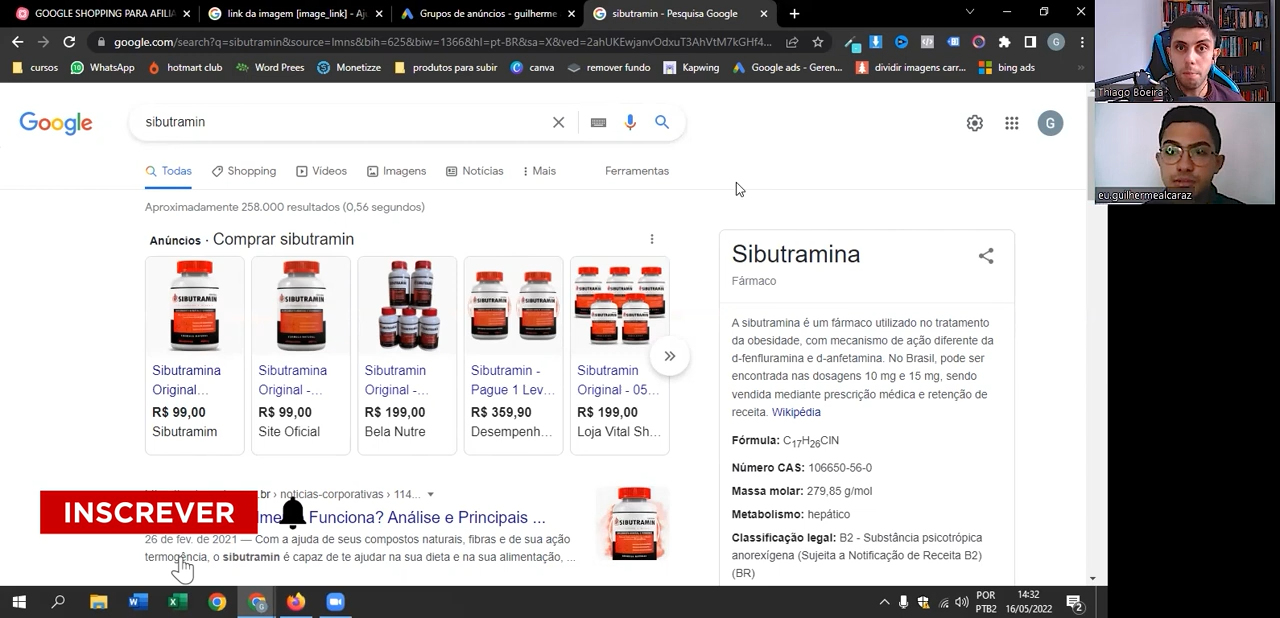 GOOGLE SHOPPING PARA AFILIA
link da imagem [image_link] - Aju
Grupos de anúncios - guilherme
sibutramin - Pesquisa Google
google.com/search?q=sibutramin&source=lmns&bih=625&biw=1366&hl=pt-BR&sa=X&ved=2ahUKEwjanvOdxuT3AhVtM7kGHf4...
G
cursos
WhatsApp
hotmart club
Word Prees
Monetizze
produtos para
canva
remover fundo
Kapwing
Google ads - Geren...
dividir imagens carr...
bing ads
Thiago Boeira
eu.guilhermealcaraz
Google
sibutramin
G
Todas
Shopping
Vídeos
Imagens
Notícias
Mais
Ferramentas
Aproximadamente 258.000 resultados (0,56 segundos)
Anúncios · Comprar sibutramin
SIBUTRAMIN
SIBUTRAMIN
SIBUTRAMIN
SIBUTRAMIN
Sibutramina
Original...
R$ 99,00
Sibutramim
Sibutramina
Original -...
R$ 99,00
Site Oficial
Sibutramin
Original -...
R$ 199,00
Bela Nutre
Sibutramin -
Pague 1 Lev...
R$ 359,90
Desempenh...
Sibutramin
Original - 05...
R$ 199,00
Loja Vital Sh...
.br › noticias-corporativas › 114...
Funciona? Análise e Principais ...
26 de fev. de 2021 — Com a ajuda de seus compostos naturais, fibras e de sua ação
termogência, o sibutramin é capaz de te ajudar na sua dieta e na sua alimentação, ...
SIBUTRAMIN
INSCREVER
Sibutramina
Fármaco
A sibutramina é um fármaco utilizado no tratamento
da obesidade, com mecanismo de ação diferente da
d-fenfluramina e d-anfetamina. No Brasil, pode ser
encontrada nas dosagens 10 mg e 15 mg, sendo
vendida mediante prescrição médica e retenção de
receita. Wikipédia
Fórmula: C17H26ClN
Número CAS: 106650-56-0
Massa molar: 279,85 g/mol
Metabolismo: hepático
Classificação legal: B2 - Substância psicotrópica
anorexígena (Sujeita a Notificação de Receita B2)
(BR)
POR
PTB2
14:32
16/05/2022
2